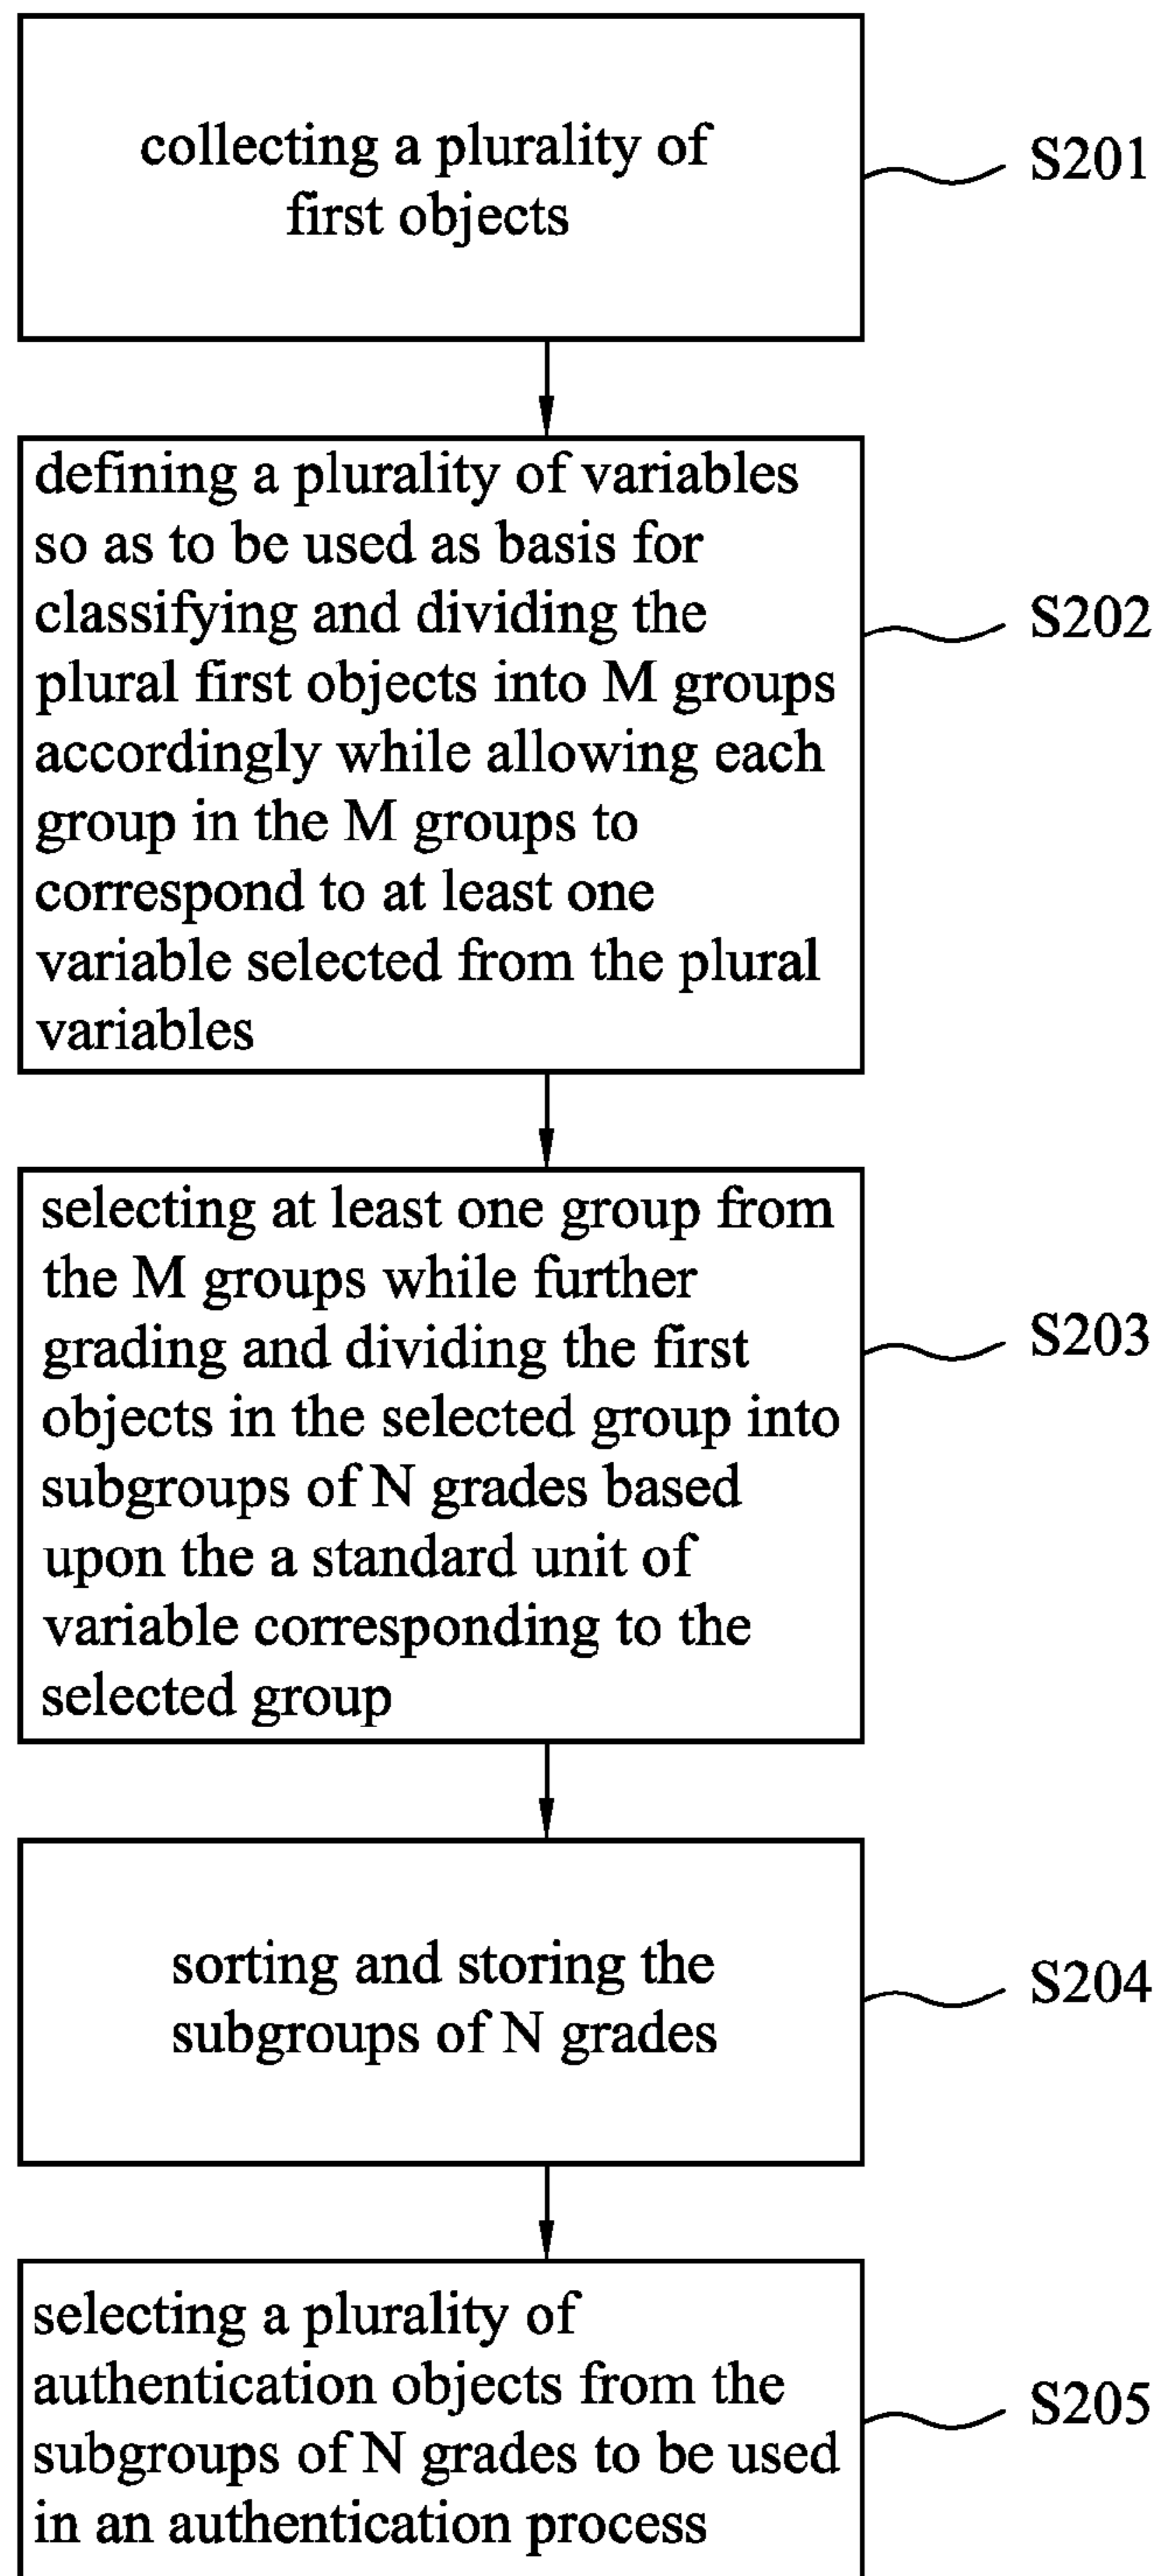 collecting a plurality of
first objects
S201
defining a plurality of variables
so as to be used as basis for
classifying and dividing the
plural first objects into M groups
accordingly while allowing each
group in the M groups to
correspond to at least one
variable selected from the plural
variables
S202
selecting at least one group from
the M groups while further
grading and dividing the first
objects in the selected group into
subgroups of N grades based
upon the a standard unit of
variable corresponding to the
selected group
S203
sorting and storing the
subgroups of N grades
S204
selecting a plurality of
authentication objects from the
subgroups of N grades to be used
in an authentication process
S205